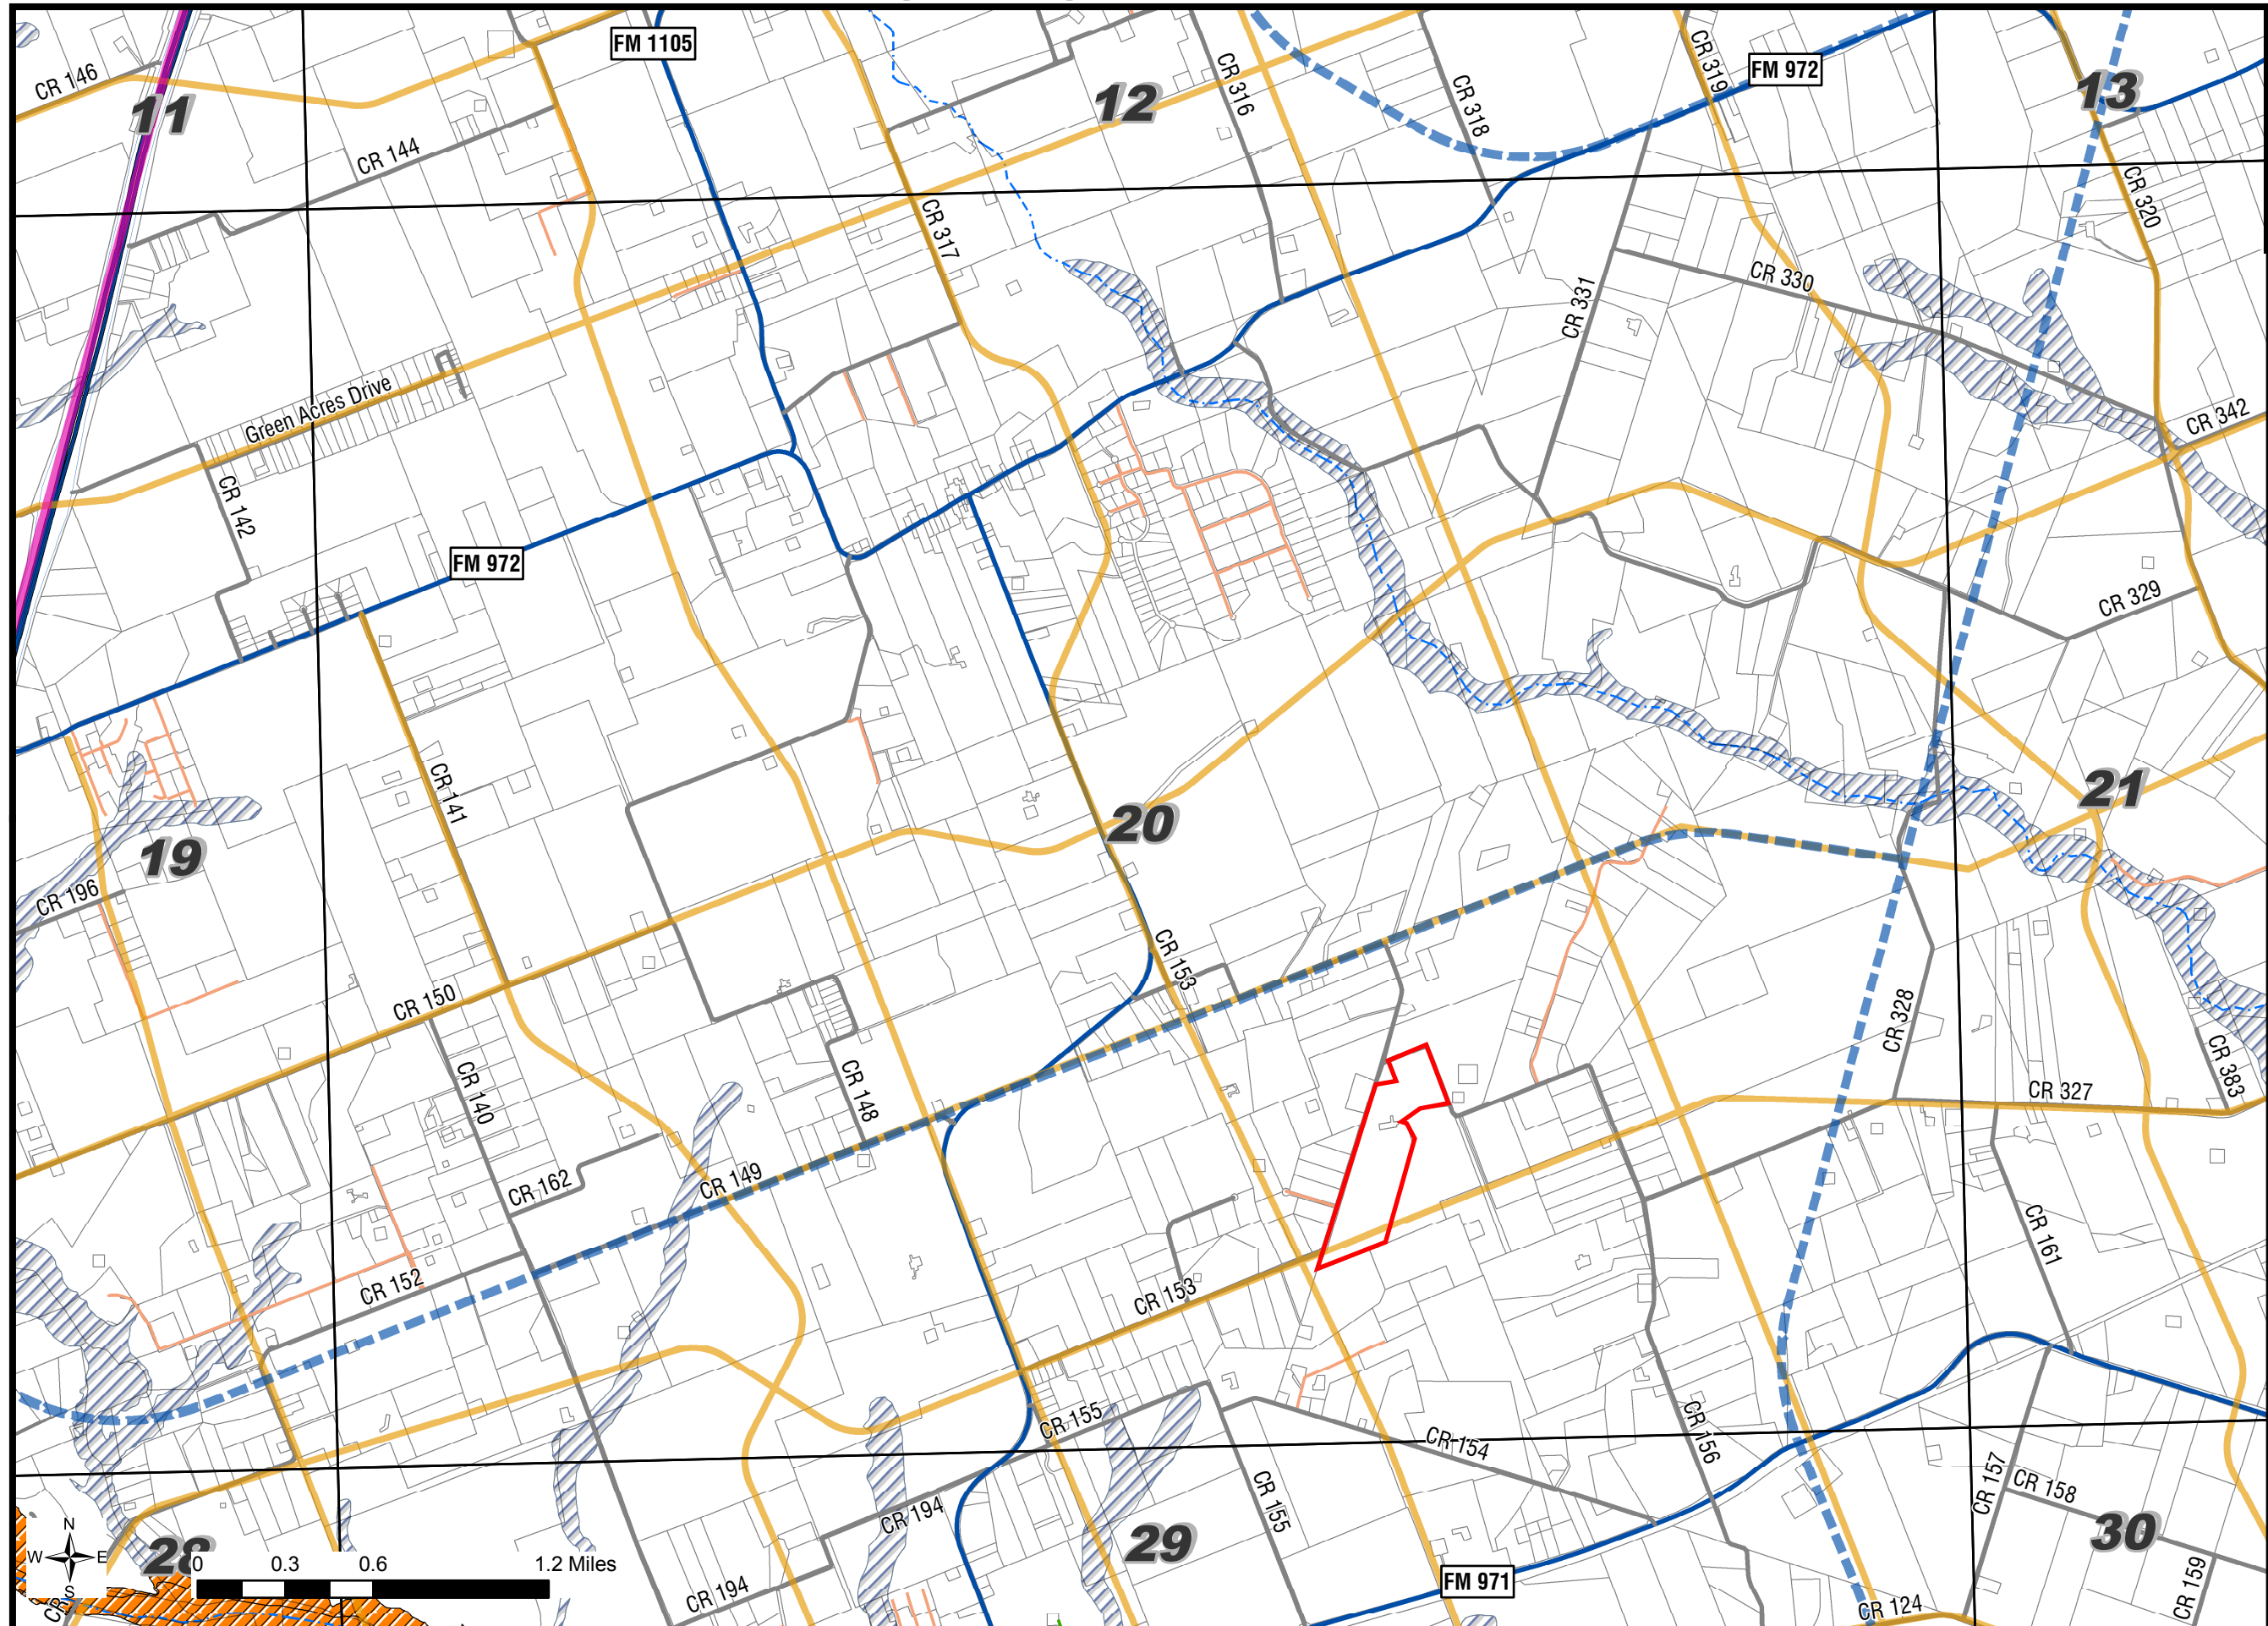 FM 1105
CR 146
11
12
CR 316
CR 319
FM 972
13
CR 318
CR 144
CR 320
CR 317
CR 330
CR 331
Green Acres Drive
CR 342
CR 142
FM 972
CR 329
CR 141
20
21
19
CR 196
CR 153
CR 150
CR 328
CR 140
CR 148
CR 383
CR 327
CR 162
CR 149
CR 161
CR 152
CR 153
CR 155
CR 156
CR 154
CR 155
CR 157
CR 158
CR 194
29
30
28
N
W
E
S
0
0.3
0.6
1.2 Miles
CR 194
FM 971
CR 159
CR 124
CR